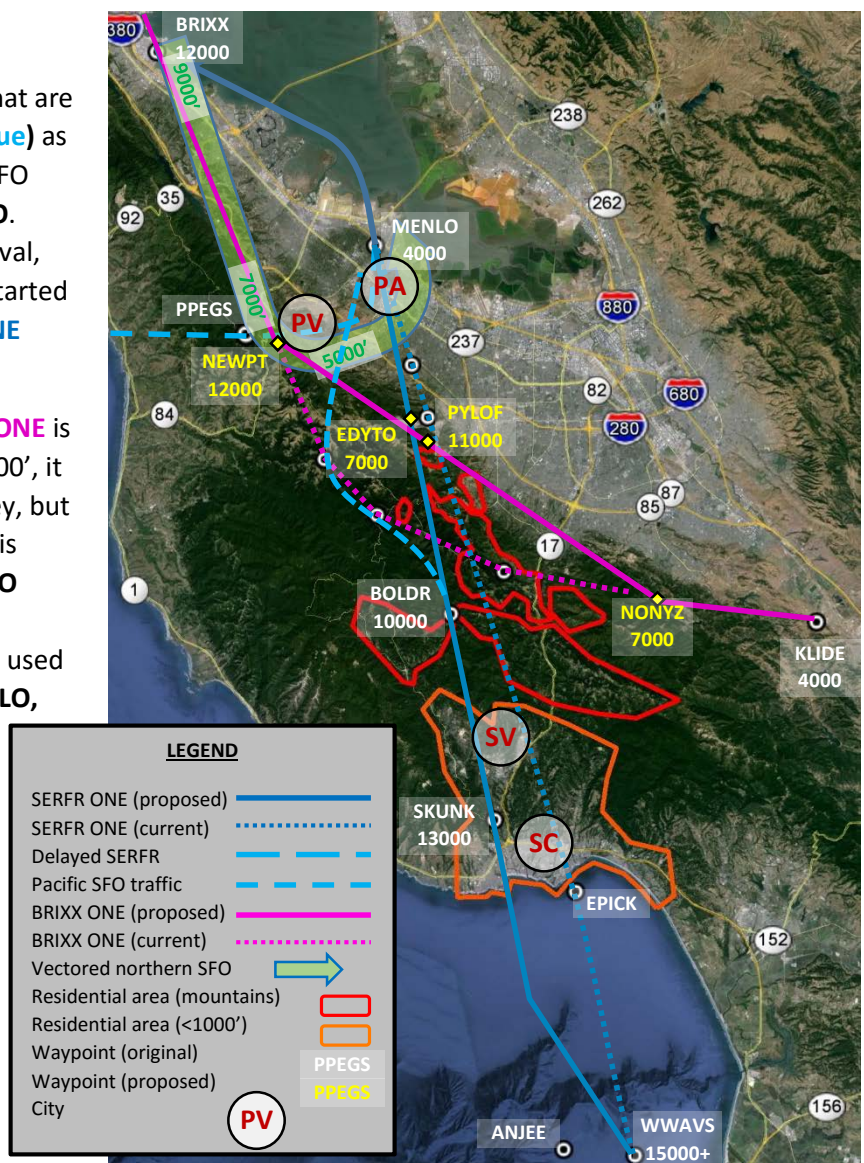 hat are
ue) as
FO
O.
val,
tarted
NE
ONE is
00’, it
ey, but
is
O
used
LO,
380
BRIXX
12000
9000’
238
35
92
262
MENLO
4000
PA
7000’
PPEGS
PV
880
5000’
237
NEWPT
12000
82
680
84
PYLOF
11000
280
EDYTO
7000
87
85
17
1
BOLDR
10000
NONYZ
7000
KLIDE
4000
SV
SKUNK
13000
SC
EPICK
152
156
ANJEE
WWAVS
15000+
LEGEND
SERFR ONE (proposed)
SERFR ONE (current)
Delayed SERFR
Pacific SFO traffic
BRIXX ONE (proposed)
BRIXX ONE (current)
Vectored northern SFO
Residential area (mountains)
Residential area (<1000’)
Waypoint (original) PPEGS
Waypoint (proposed) PPEGS
City PV